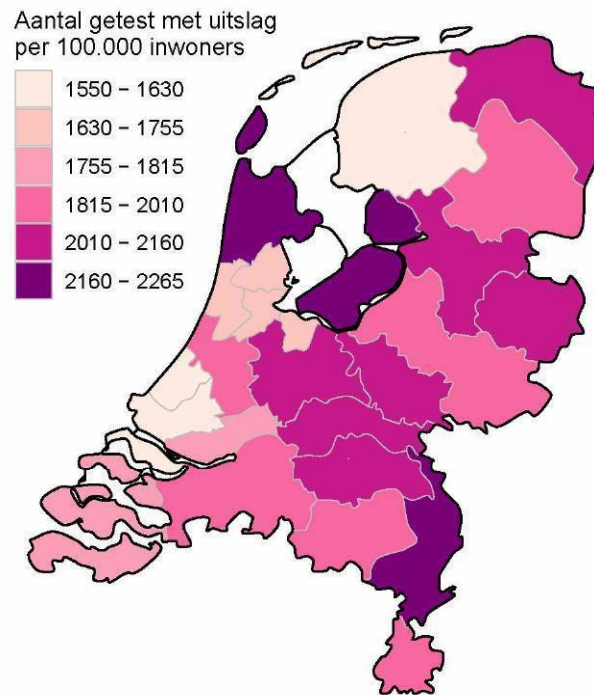 Aantal getest met uitslag
per 100.000 inwoners
1550 – 1630
1630 – 1755
1755 – 1815
1815 – 2010
2010 – 2160
2160 – 2265